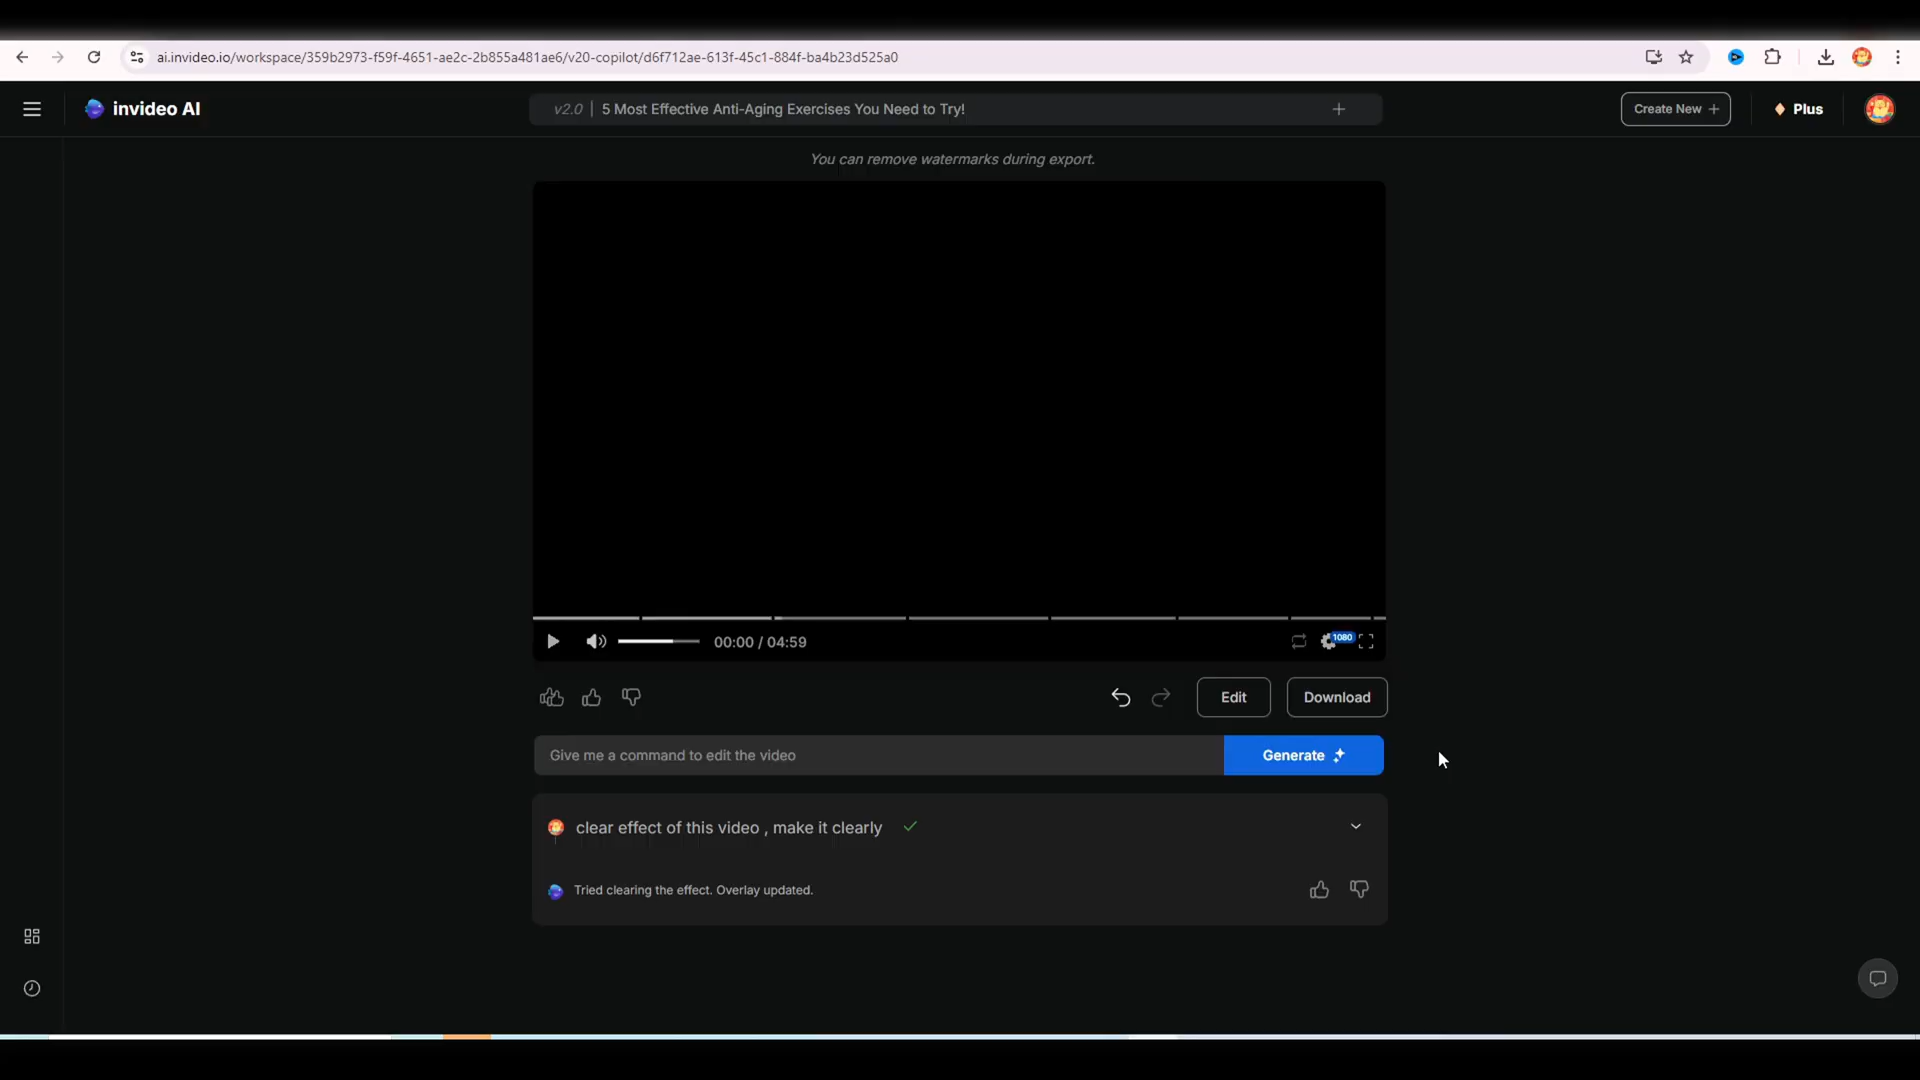 ai.invideo.io/workspace/359b2973-f59f-4651-ae2c-2b855a481ae6/v20-copilot/d6f712ae-613f-45c1-884f-ba4b23d525a0
invideo AI
v2.0 | 5 Most Effective Anti-Aging Exercises You Need to Try!
Create New +
Plus
You can remove watermarks during export.
00:00 / 04:59
1080
Edit
Download
Give me a command to edit the video
Generate
clear effect of this video , make it clearly
Tried clearing the effect. Overlay updated.